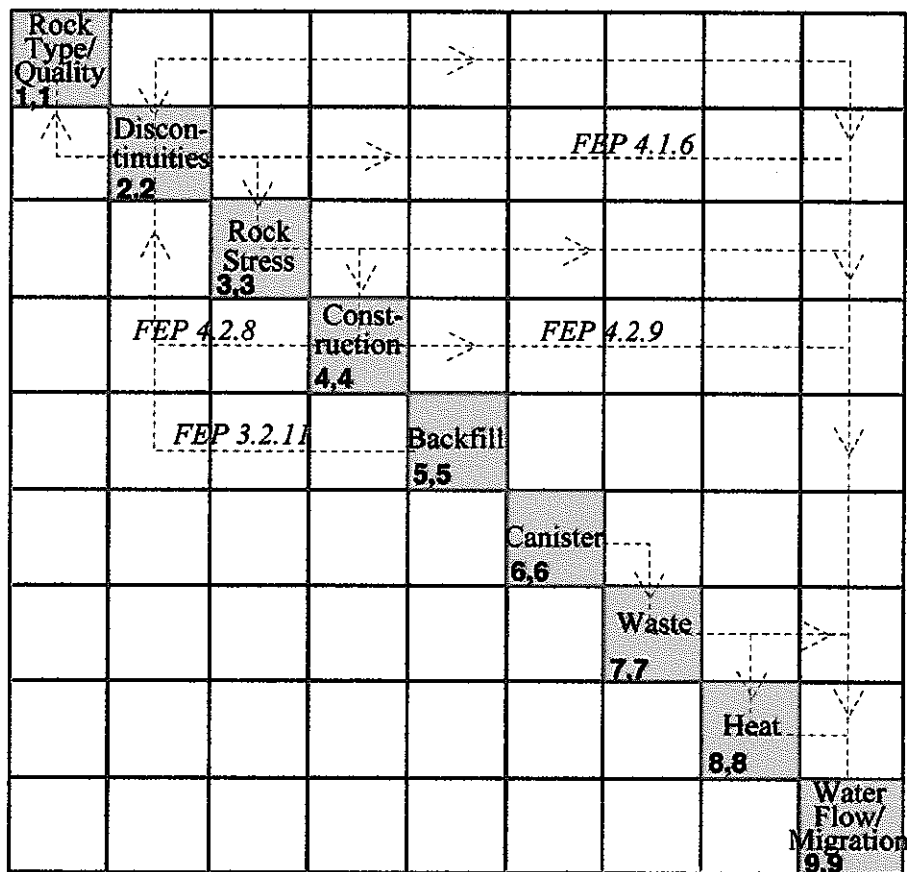 Rock
Type/
Quality
1,1
Discon-
tinuities
2,2
FEP 4.1.6
Rock
Stress
3,3
FEP 4.2.8
Const-
ruction
4,4
FEP 4.2.9
FEP 3.2.11
Backfill
5,5
Canister
6,6
Waste
7,7
Heat
8,8
Water
Flow/
Migration
9,9